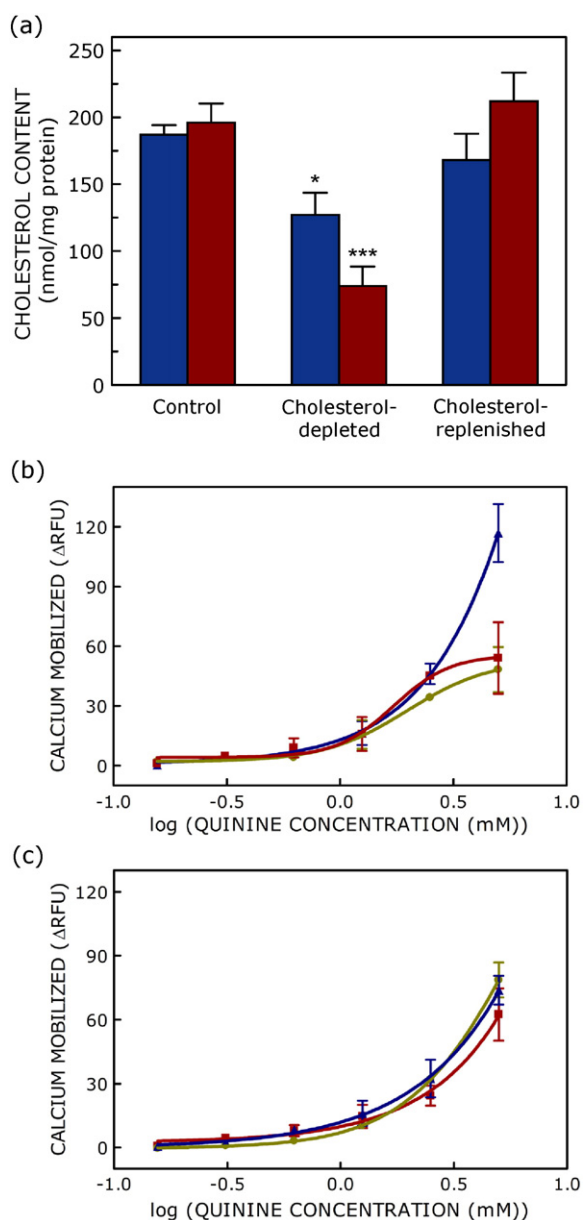 (a)
CHOLESTEROL CONTENT
(nmol/mg protein)
250
200
150
100
50
0
*
***
Control
Cholesterol-
depleted
Cholesterol-
replenished
(b)
CALCIUM MOBILIZED (ΔRFU)
120
90
60
30
0
-1.0 -0.5 0.0 0.5 1.0
log (QUININE CONCENTRATION (mM))
(c)
CALCIUM MOBILIZED (ΔRFU)
120
90
60
30
0
-1.0 -0.5 0.0 0.5 1.0
log (QUININE CONCENTRATION (mM))